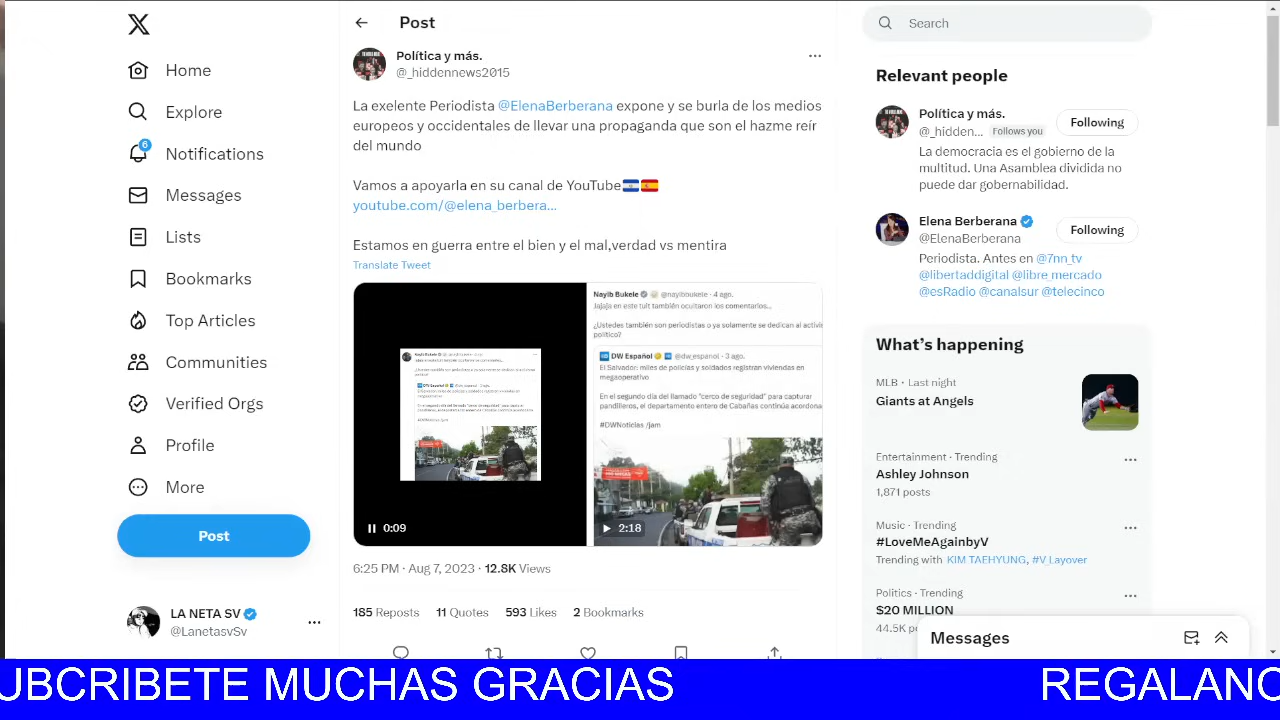 Post
Search
Home
Explore
6
Notifications
Messages
Lists
Bookmarks
Top Articles
Communities
Verified Orgs
Profile
More
Post
LA NETA SV
@LanetasvSv
Política y más.
@_hiddennews2015
La exelente Periodista @ElenaBerberana expone y se burla de los medios
europeos y occidentales de llevar una propaganda que son el hazme reír
del mundo
Vamos a apoyarla en su canal de YouTube
youtube.com/@elena_berbera...
Estamos en guerra entre el bien y el mal,verdad vs mentira
Translate Tweet
0:09
Nayib Bukele @nayibbukele · 4 ago.
Jajaja en este tuit también ocultaron los comentarios...
¿Ustedes también son periodistas o ya solamente se dedican al activi
político?
DW Español @dw_espanol · 3 ago.
El Salvador: miles de policías y soldados registran viviendas en
megaoperativo
En el segundo día del llamado "cerco de seguridad" para capturar
pandilleros, el departamento entero de Cabañas continúa acordona
#DWNoticias /jam
2:18
6:25 PM · Aug 7, 2023 · 12.8K Views
185 Reposts 11 Quotes 593 Likes 2 Bookmarks
Relevant people
Política y más.
@_hidden... Follows you
Following
La democracia es el gobierno de la
multitud. Una Asamblea dividida no
puede dar gobernabilidad.
Elena Berberana
@ElenaBerberana
Following
Periodista. Antes en @7nn_tv
@libertaddigital @libre_mercado
@esRadio @canalsur @telecinco
What's happening
MLB · Last night
Giants at Angels
Entertainment · Trending
Ashley Johnson
1,871 posts
Music · Trending
#LoveMeAgainbyV
Trending with KIM TAEHYUNG, #V_Layover
Politics · Trending
$20 MILLION
44.5K
Messages
UBCRIBETE MUCHAS GRACIAS REGALANO